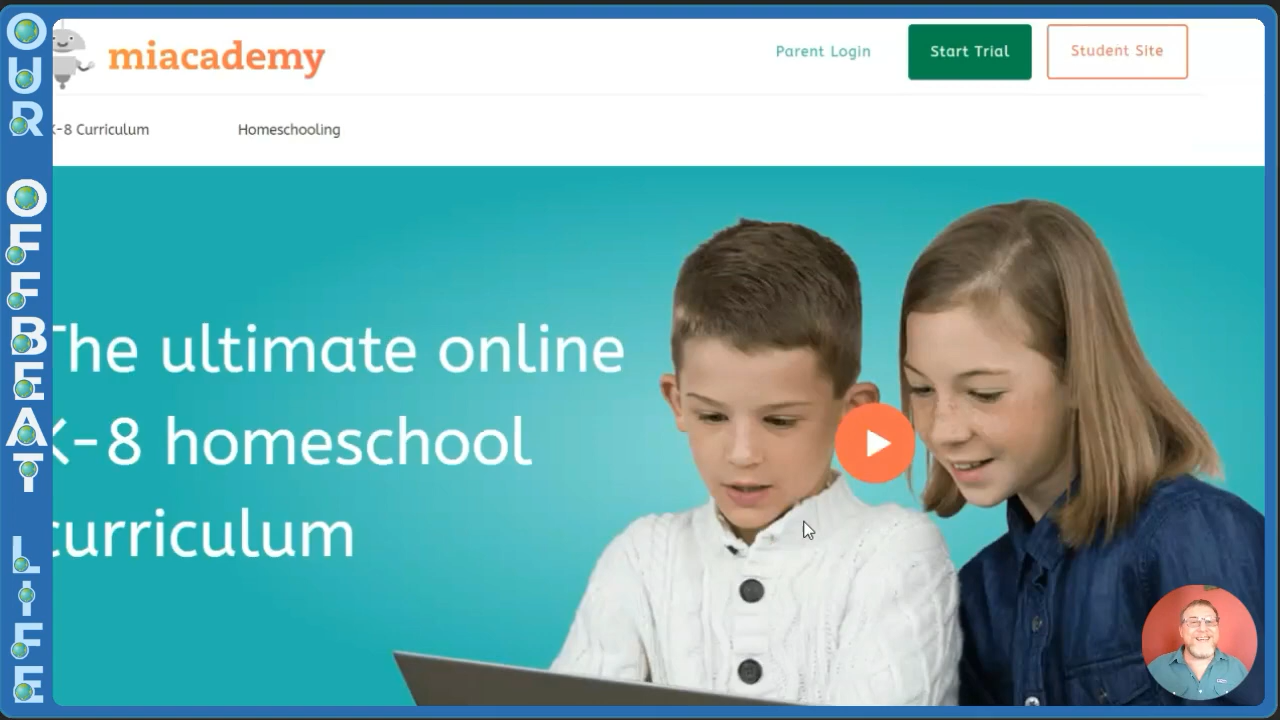 OUR OFFBEAT LIFE
miacademy
Parent Login
Start Trial
Student Site
K-8 Curriculum
Homeschooling
The ultimate online
K-8 homeschool
curriculum